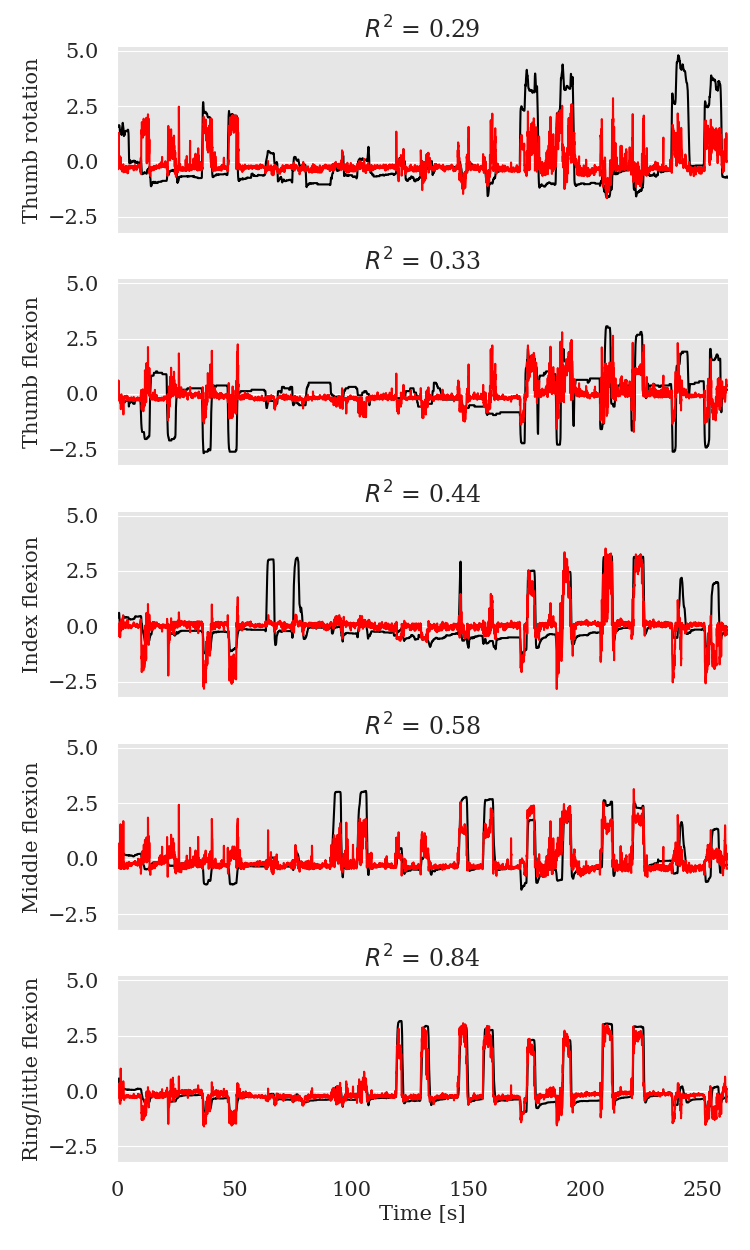 R² = 0.29
Thumb rotation
5.0
2.5
0.0
−2.5
R² = 0.33
Thumb flexion
5.0
2.5
0.0
−2.5
R² = 0.44
Index flexion
5.0
2.5
0.0
−2.5
R² = 0.58
Middle flexion
5.0
2.5
0.0
−2.5
R² = 0.84
Ring/little flexion
5.0
2.5
0.0
−2.5
0 50 100 150 200 250
Time [s]